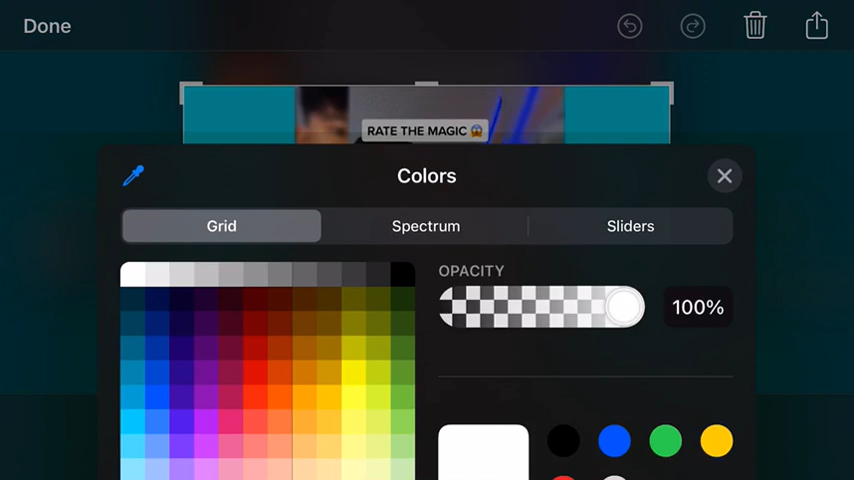 Done
RATE THE MAGIC 😱
Colors
Grid
Spectrum
Sliders
OPACITY
100%